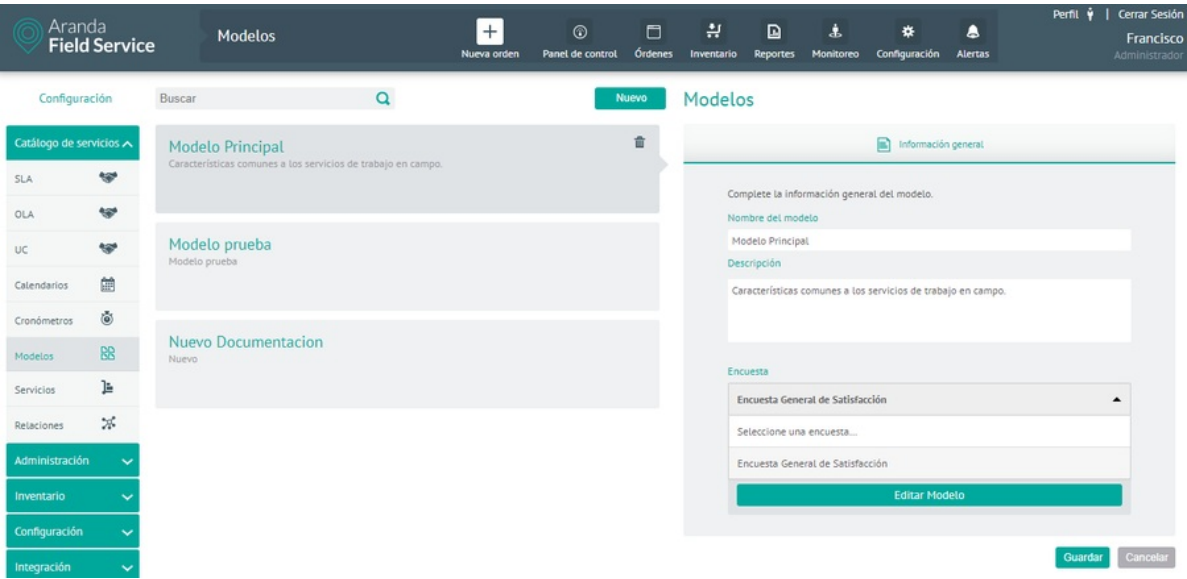 Aranda
Field Service
Modelos
Nueva orden
Panel de control
Órdenes
Inventario
Reportes
Monitoreo
Configuración
Alertas
Perfil | Cerrar Sesión
Francisco
Administrador
Configuración
Catálogo de servicios
SLA
OLA
UC
Calendarios
Cronómetros
Modelos
Servicios
Relaciones
Administración
Inventario
Configuración
Integración
Buscar
Nuevo
Modelo Principal
Características comunes a los servicios de trabajo en campo.
Modelo prueba
Modelo prueba
Nuevo Documentacion
Nuevo
Modelos
Información general
Complete la información general del modelo.
Nombre del modelo
Modelo Principal
Descripción
Características comunes a los servicios de trabajo en campo.
Encuesta
Encuesta General de Satisfacción
Seleccione una encuesta...
Encuesta General de Satisfacción
Editar Modelo
Guardar
Cancelar